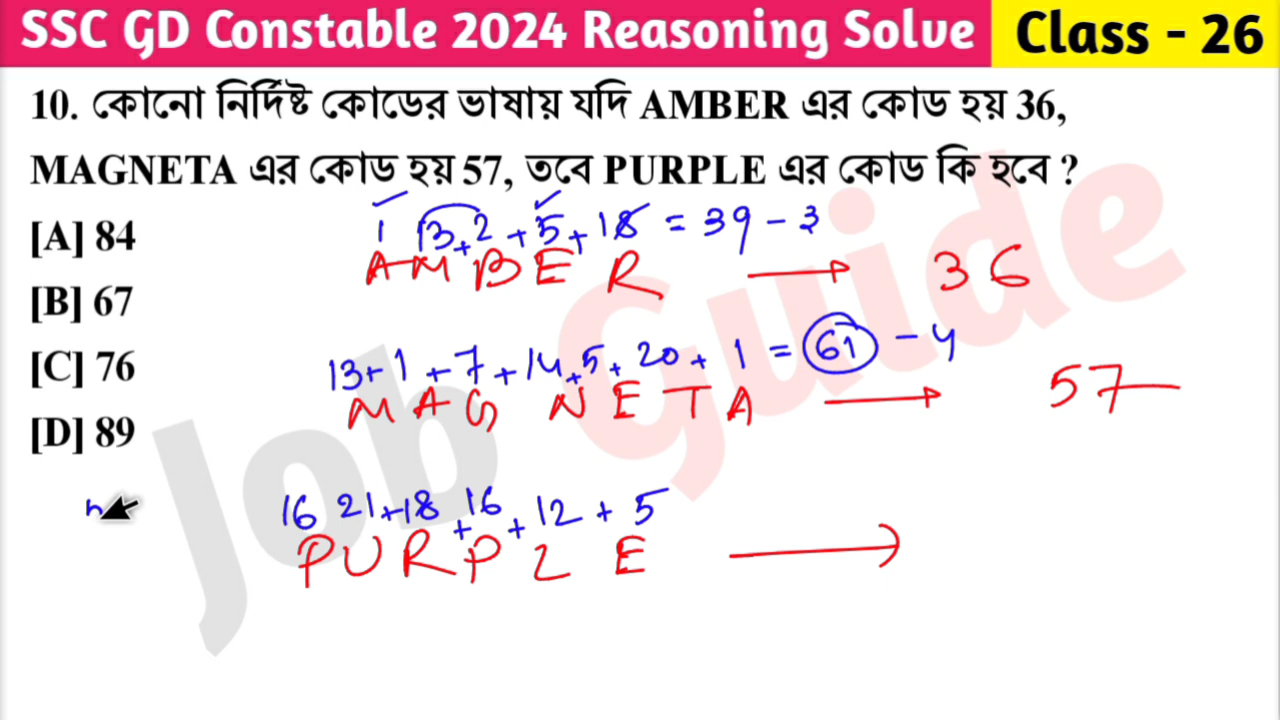 SSC GD Constable 2024 Reasoning Solve Class - 26
10. কোনো নির্দিষ্ট কোডের ভাষায় যদি AMBER এর কোড হয় 36,
MAGNETA এর কোড হয় 57, তবে PURPLE এর কোড কি হবে ?
[A] 84
1 13 + 2 + 5 + 18 = 39 - 3
A M B E R → 36
[B] 67
13 + 1 + 7 + 14 + 5 + 20 + 1 = 61 - 4
[C] 76
M A G N E T A → 57
[D] 89
16 21 + 18 + 16 + 12 + 5
P U R P L E →
Job Guide